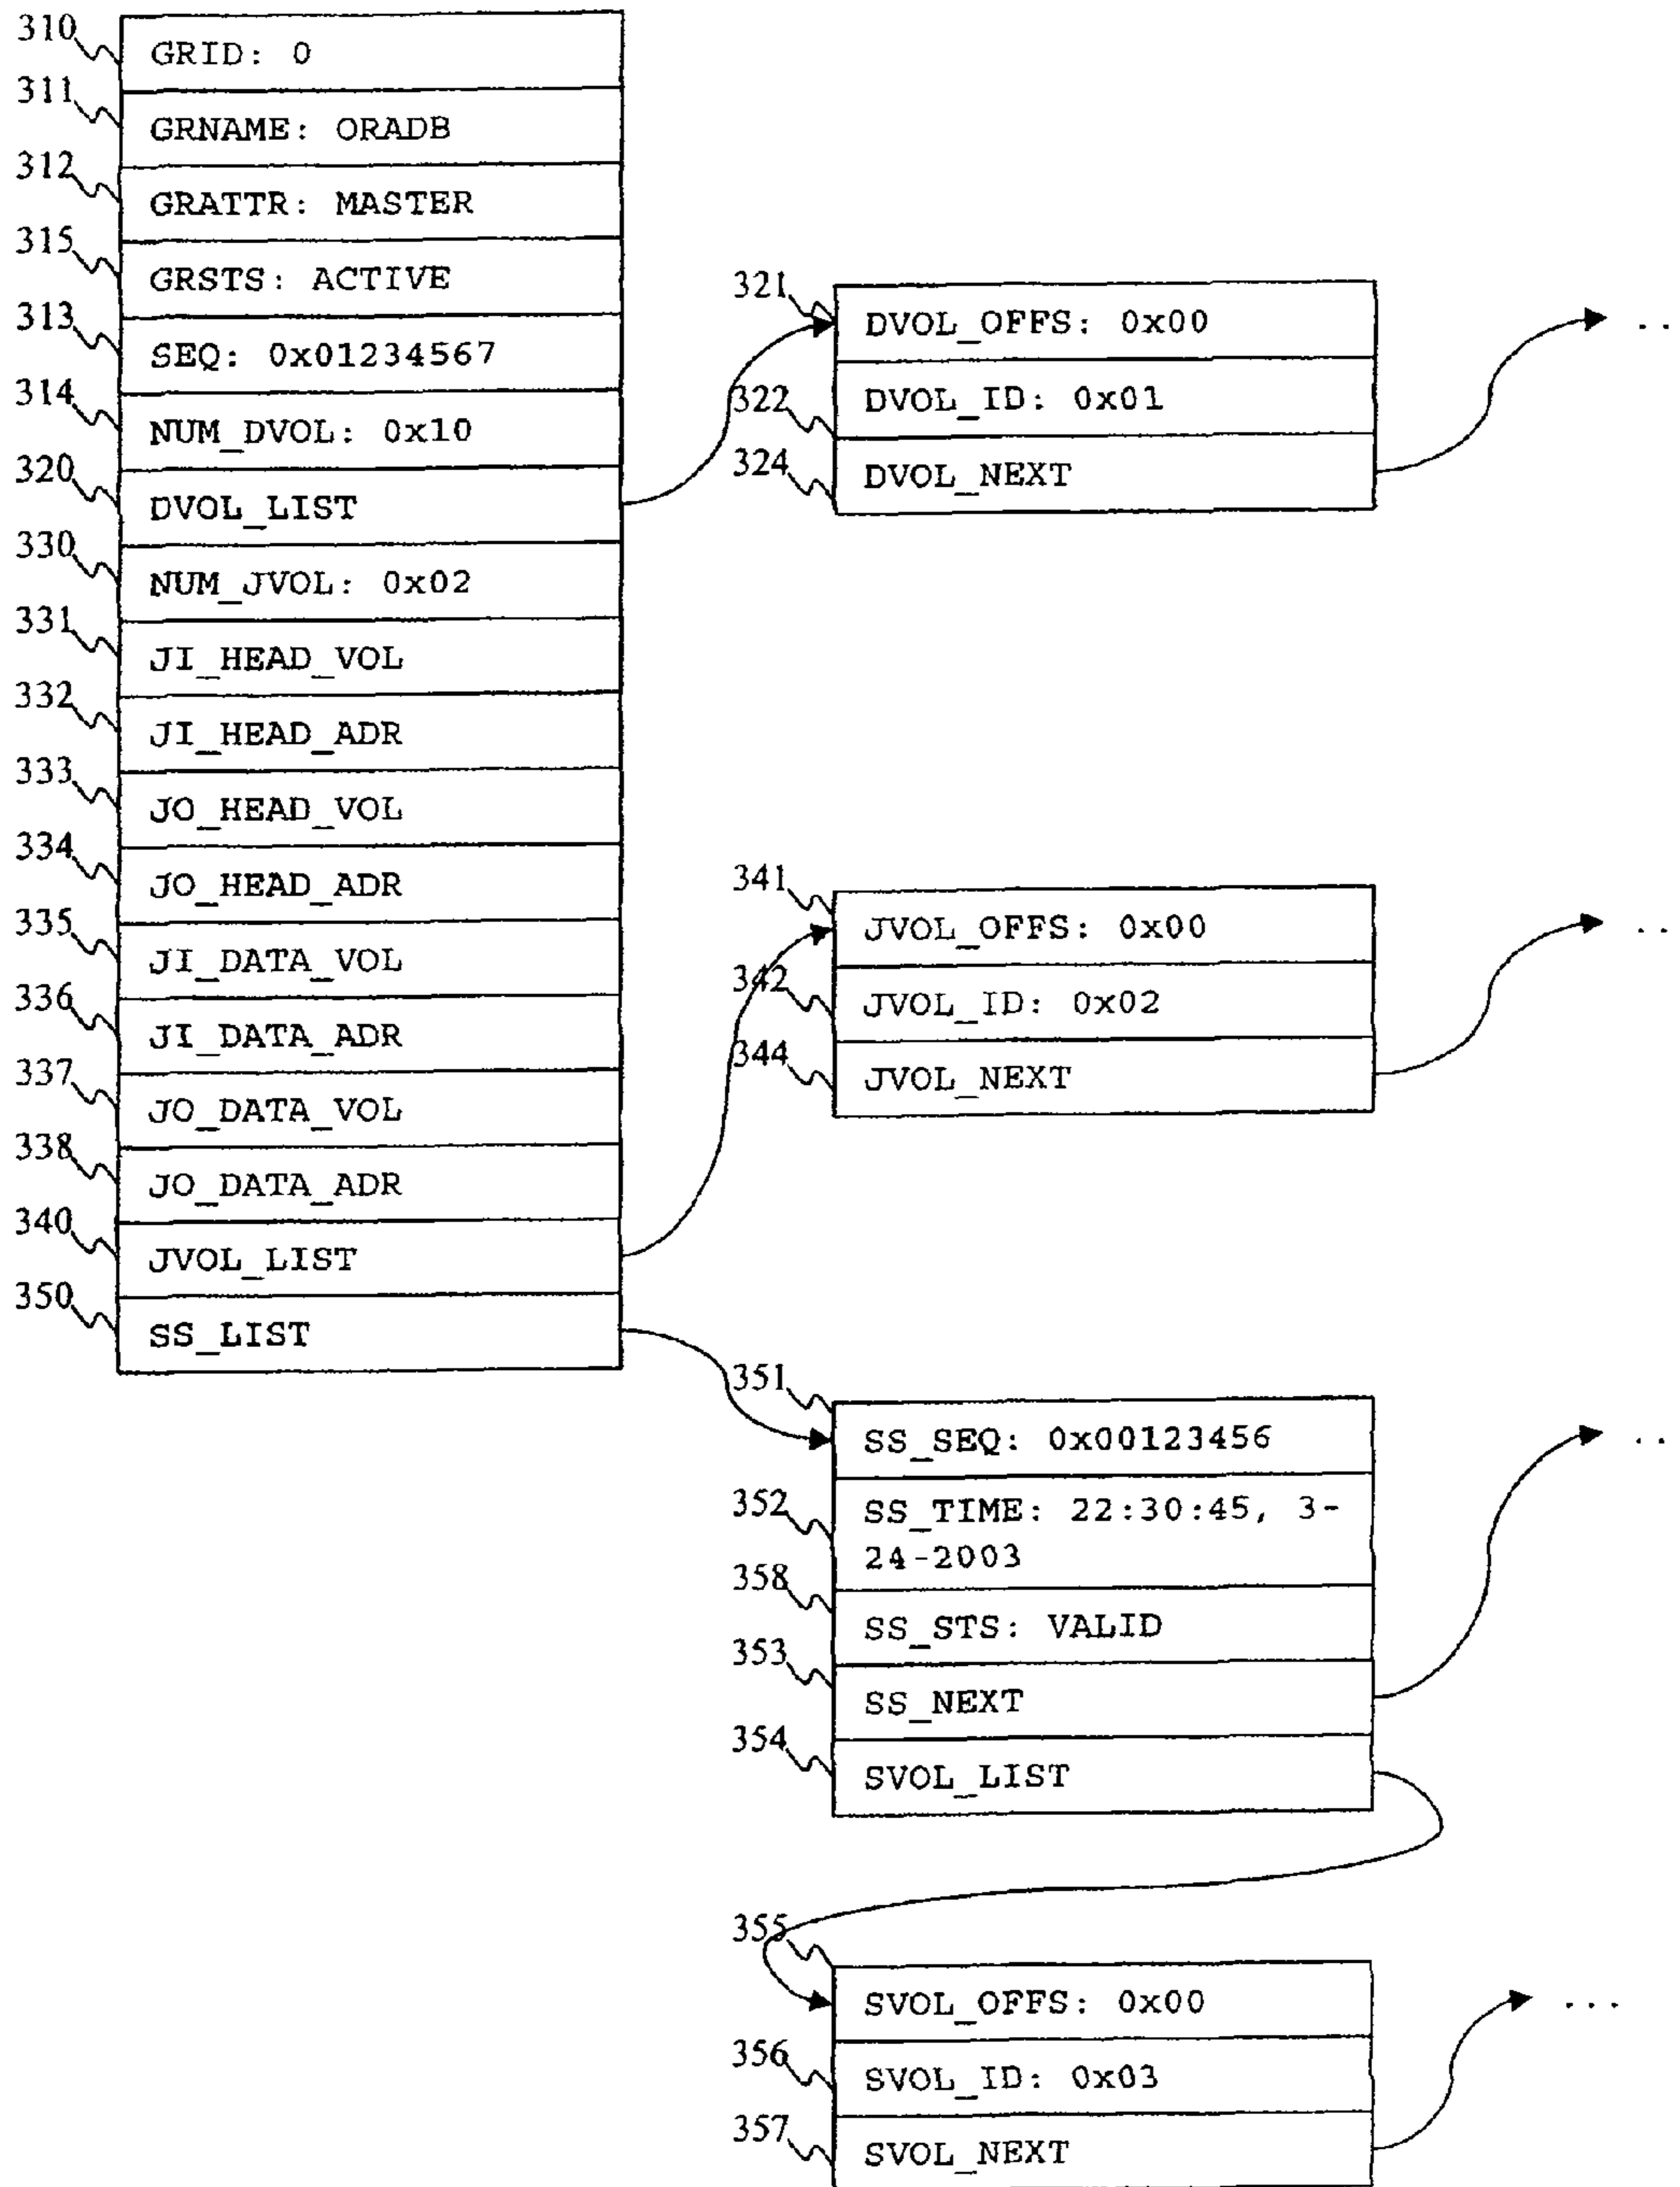 310
GRID: 0
311
GRNAME: ORADB
312
GRATTR: MASTER
315
GRSTS: ACTIVE
313
SEQ: 0x01234567
314
NUM_DVOL: 0x10
320
DVOL_LIST
330
NUM_JVOL: 0x02
331
JI_HEAD_VOL
332
JI_HEAD_ADR
333
JO_HEAD_VOL
334
JO_HEAD_ADR
335
JI_DATA_VOL
336
JI_DATA_ADR
337
JO_DATA_VOL
338
JO_DATA_ADR
340
JVOL_LIST
350
SS_LIST
321
DVOL_OFFS: 0x00
...
322
DVOL_ID: 0x01
324
DVOL_NEXT
341
JVOL_OFFS: 0x00
...
342
JVOL_ID: 0x02
344
JVOL_NEXT
351
SS_SEQ: 0x00123456
...
352
SS_TIME: 22:30:45, 3-
24-2003
358
SS_STS: VALID
353
SS_NEXT
354
SVOL_LIST
355
SVOL_OFFS: 0x00
...
356
SVOL_ID: 0x03
357
SVOL_NEXT